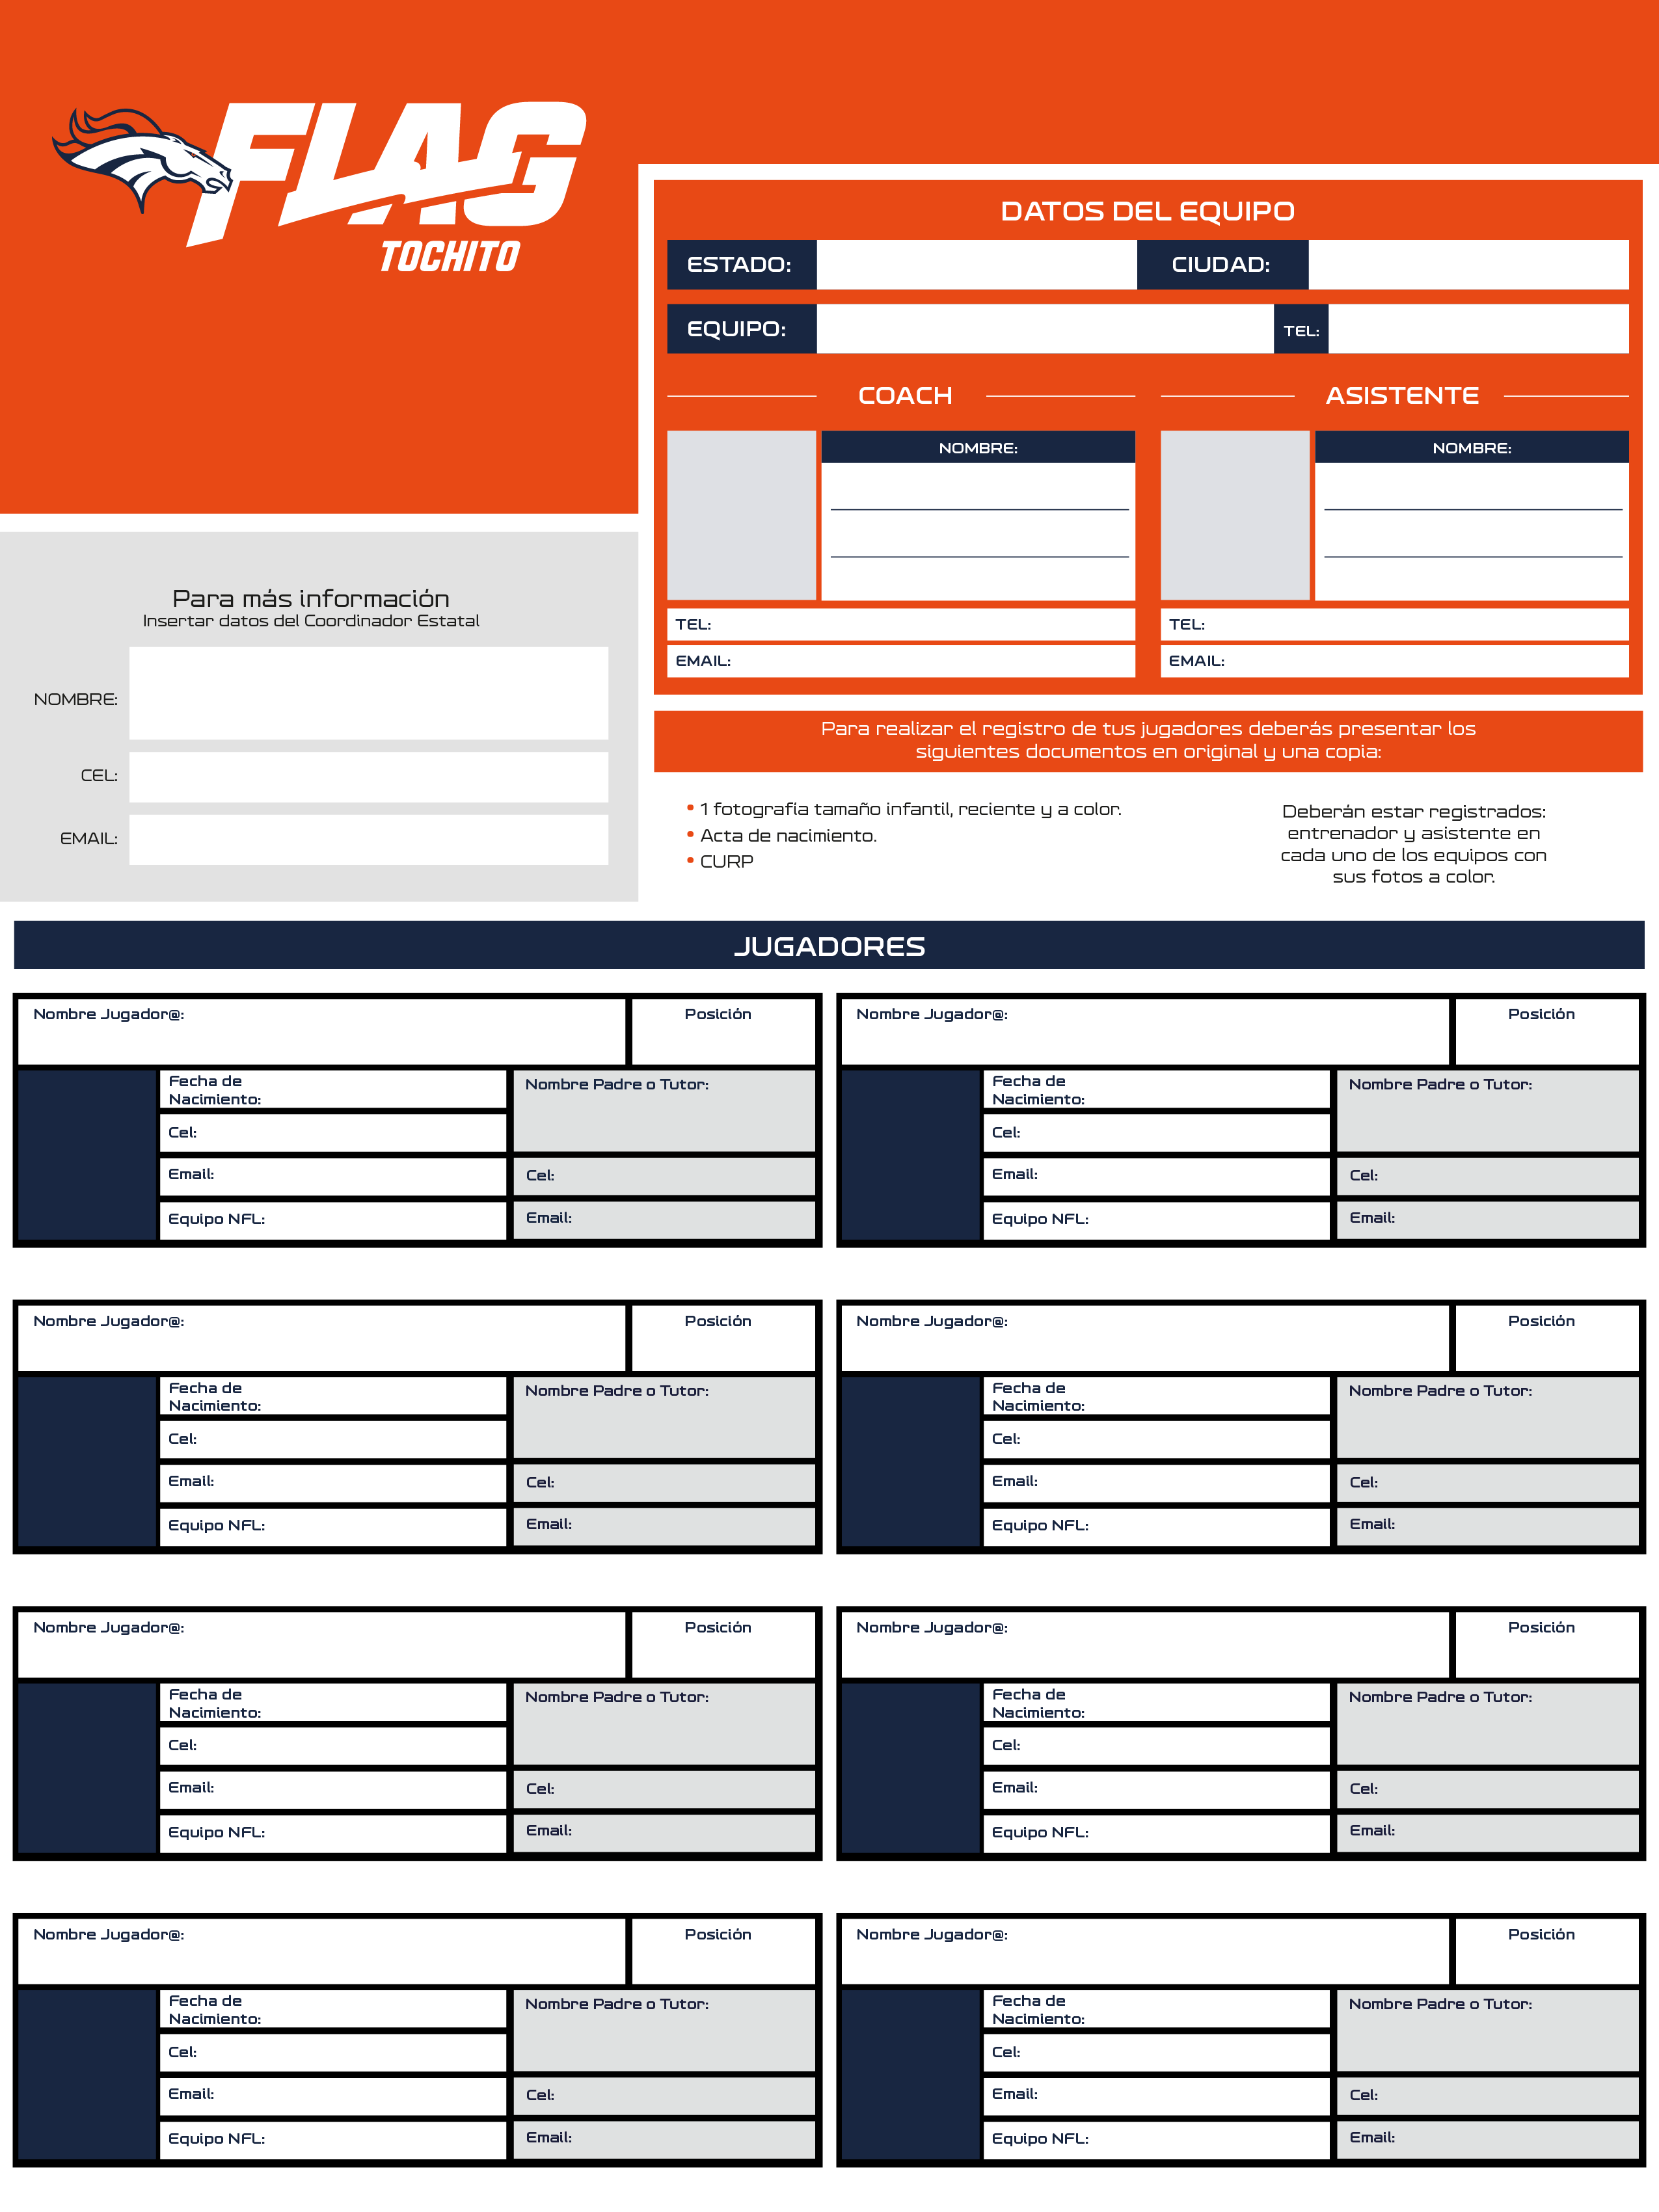 FLAG
TOCHITO
DATOS DEL EQUIPO
ESTADO: CIUDAD:
EQUIPO: TEL:
COACH ASISTENTE
NOMBRE: NOMBRE:
TEL: TEL:
EMAIL: EMAIL:
Para más información
Insertar datos del Coordinador Estatal
NOMBRE:
CEL:
EMAIL:
Para realizar el registro de tus jugadores deberás presentar los
siguientes documentos en original y una copia:
• 1 fotografía tamaño infantil, reciente y a color.
• Acta de nacimiento.
• CURP
Deberán estar registrados:
entrenador y asistente en
cada uno de los equipos con
sus fotos a color.
JUGADORES
Nombre Jugador@: Posición
Fecha de
Nacimiento:
Cel:
Email:
Equipo NFL:
Nombre Padre o Tutor:
Cel:
Email:
Nombre Jugador@: Posición
Fecha de
Nacimiento:
Cel:
Email:
Equipo NFL:
Nombre Padre o Tutor:
Cel:
Email:
Nombre Jugador@: Posición
Fecha de
Nacimiento:
Cel:
Email:
Equipo NFL:
Nombre Padre o Tutor:
Cel:
Email:
Nombre Jugador@: Posición
Fecha de
Nacimiento:
Cel:
Email:
Equipo NFL:
Nombre Padre o Tutor:
Cel:
Email:
Nombre Jugador@: Posición
Fecha de
Nacimiento:
Cel:
Email:
Equipo NFL:
Nombre Padre o Tutor:
Cel:
Email:
Nombre Jugador@: Posición
Fecha de
Nacimiento:
Cel:
Email:
Equipo NFL:
Nombre Padre o Tutor:
Cel:
Email:
Nombre Jugador@: Posición
Fecha de
Nacimiento:
Cel:
Email:
Equipo NFL:
Nombre Padre o Tutor:
Cel:
Email:
Nombre Jugador@: Posición
Fecha de
Nacimiento:
Cel:
Email:
Equipo NFL:
Nombre Padre o Tutor:
Cel:
Email: